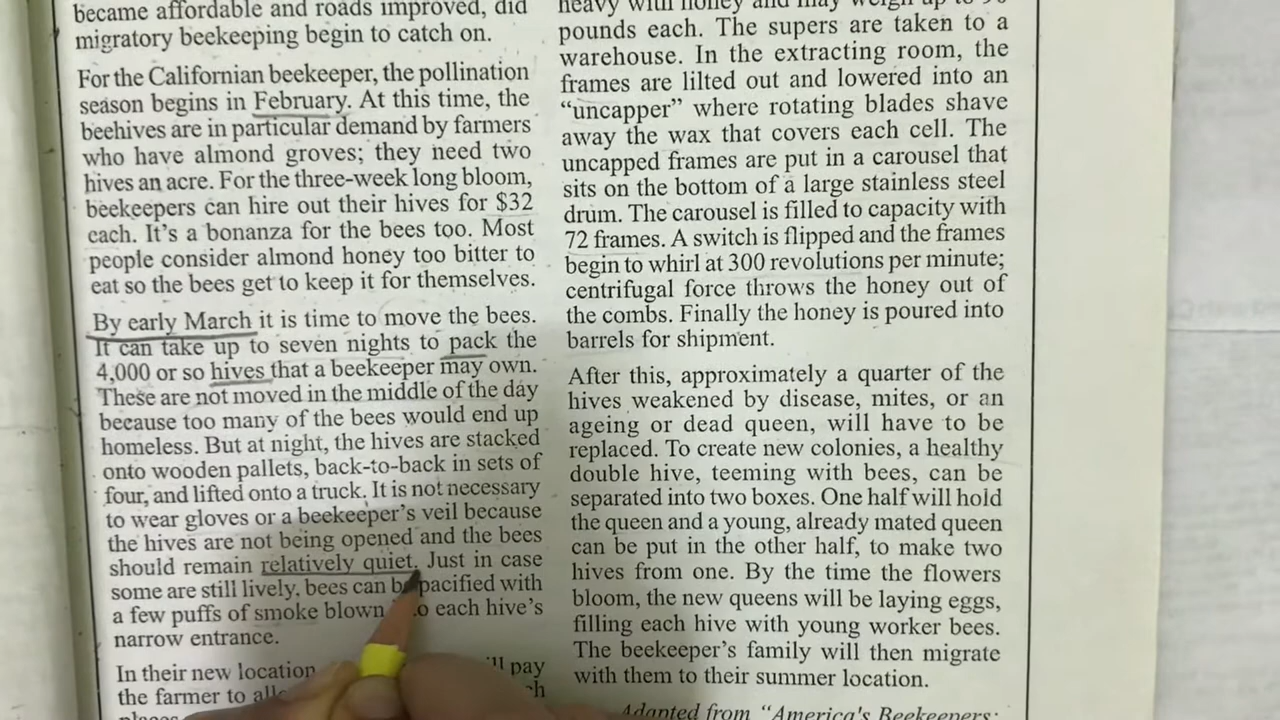 became affordable and roads improved, did
migratory beekeeping begin to catch on.
For the Californian beekeeper, the pollination
season begins in February. At this time, the
beehives are in particular demand by farmers
who have almond groves; they need two
hives an acre. For the three-week long bloom,
beekeepers can hire out their hives for $32
each. It's a bonanza for the bees too. Most
people consider almond honey too bitter to
eat so the bees get to keep it for themselves.
By early March it is time to move the bees.
It can take up to seven nights to pack the
4,000 or so hives that a beekeeper may own.
These are not moved in the middle of the day
because too many of the bees would end up
homeless. But at night, the hives are stacked
onto wooden pallets, back-to-back in sets of
four, and lifted onto a truck. It is not necessary
to wear gloves or a beekeeper's veil because
the hives are not being opened and the bees
should remain relatively quiet. Just in case
some are still lively, bees can be pacified with
a few puffs of smoke blown each hive's
narrow entrance.
In their new location pay
the farmer to
heavy with honey and may weigh up to
pounds each. The supers are taken to a
warehouse. In the extracting room, the
frames are lilted out and lowered into an
“uncapper” where rotating blades shave
away the wax that covers each cell. The
uncapped frames are put in a carousel that
sits on the bottom of a large stainless steel
drum. The carousel is filled to capacity with
72 frames. A switch is flipped and the frames
begin to whirl at 300 revolutions per minute;
centrifugal force throws the honey out of
the combs. Finally the honey is poured into
barrels for shipment.
After this, approximately a quarter of the
hives weakened by disease, mites, or an
ageing or dead queen, will have to be
replaced. To create new colonies, a healthy
double hive, teeming with bees, can be
separated into two boxes. One half will hold
the queen and a young, already mated queen
can be put in the other half, to make two
hives from one. By the time the flowers
bloom, the new queens will be laying eggs,
filling each hive with young worker bees.
The beekeeper's family will then migrate
with them to their summer location.
Adapted from “America's Beekeepers: